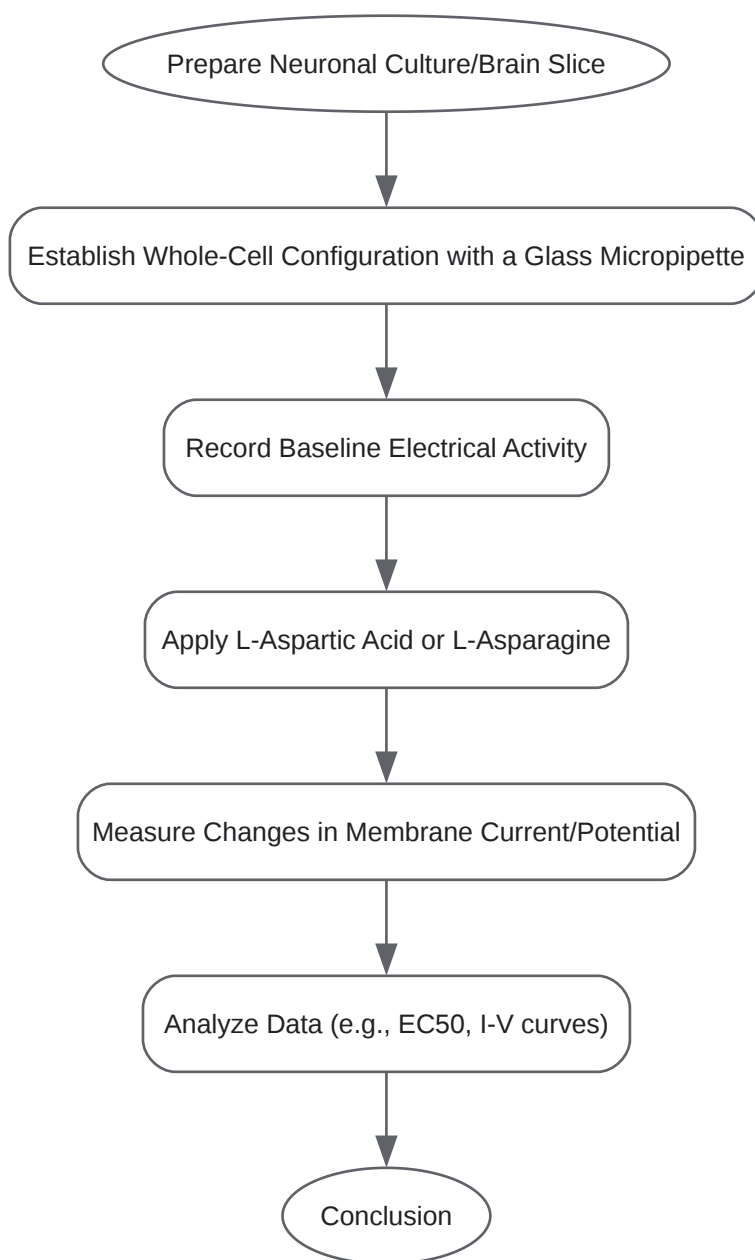 Prepare Neuronal Culture/Brain Slice
Establish Whole-Cell Configuration with a Glass Micropipette
Record Baseline Electrical Activity
Apply L-Aspartic Acid or L-Asparagine
Measure Changes in Membrane Current/Potential
Analyze Data (e.g., EC50, I-V curves)
Conclusion